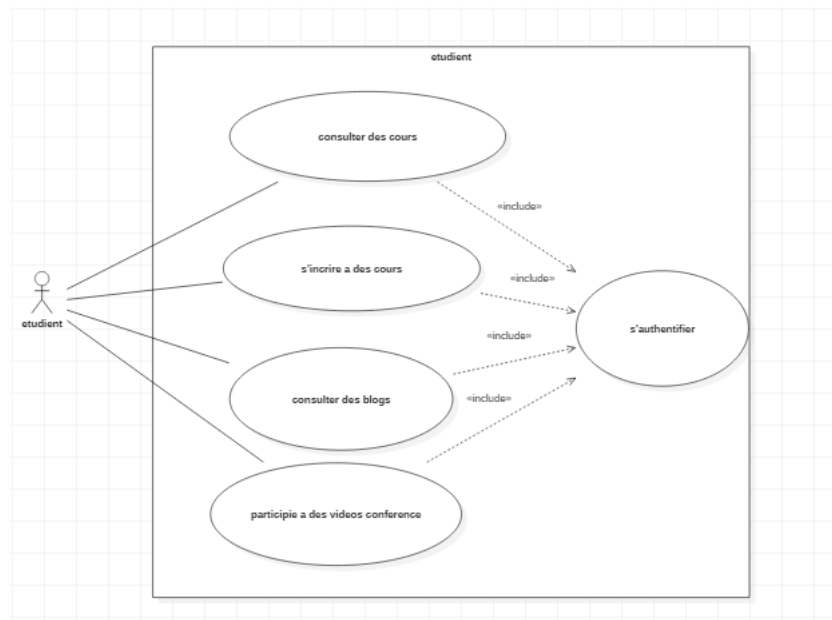 etudient
consulter des cours
«include»
s'incrire a des cours
«include»
etudient
s'authentifier
«include»
consulter des blogs
«include»
participie a des videos conference